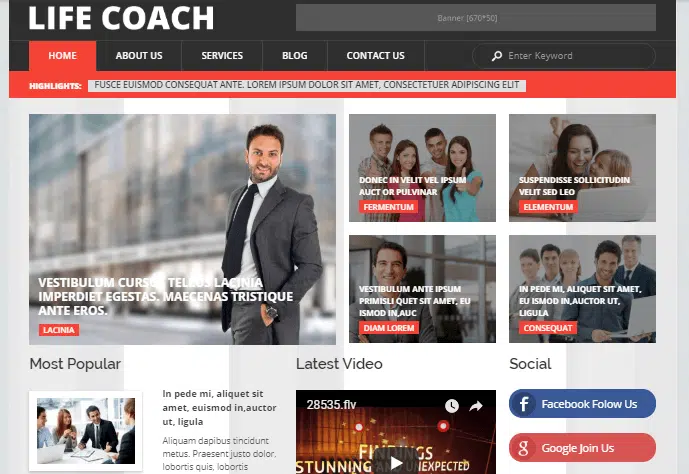 LIFE COACH
Banner [670*50]
HOME
ABOUT US
SERVICES
BLOG
CONTACT US
Enter Keyword
HIGHLIGHTS:
FUSCE EUISMOD CONSEQUAT ANTE. LOREM IPSUM DOLOR SIT AMET, CONSECTETUER ADIPISCING ELIT
VESTIBULUM CURSUS TELLUS LACINIA
IMPERDIET EGESTAS. MAECENAS TRISTIQUE
ANTE EROS.
LACINIA
DONEC IN VELIT VEL IPSUM
AUCT OR PULVINAR
FERMENTUM
SUSPENDISSE SOLLICITUDIN
VELIT SED LEO
ELEMENTUM
VESTIBULUM ANTE IPSUM
PRIMISLI QUET SIT AMET, EU
ISMOD IN,AUC
DIAM LOREM
IN PEDE MI, ALIQUET SIT AMET,
EU ISMOD IN,AUCTOR UT,
LIGULA
CONSEQUAT
Most Popular
In pede mi, aliquet sit
amet, euismod in,auctor
ut, ligula
Aliquam dapibus tincidunt
metus. Praesent justo dolor,
lobortis quis, lobortis
Latest Video
28535.flv
FINDINGS
STUNNING AND UNEXPECTED
Social
Facebook Folow Us
Google Join Us